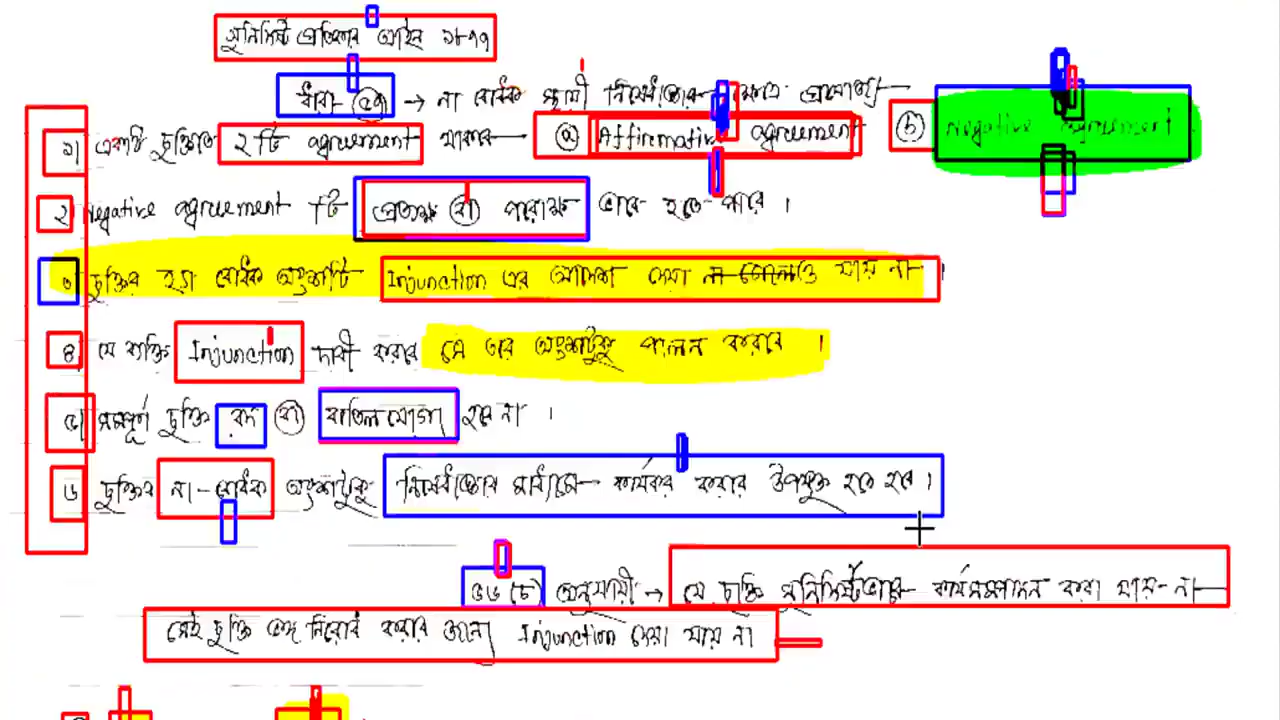 সুনির্দিষ্ট প্রতিকার আইন ১৮৭৭
ধারা- ৫৭ → না বোধক স্থায়ী নিষেধাজ্ঞার ক্ষেত্রে প্রযোজ্য
১) একটি চুক্তিতে ২টি agreement থাকবে (a) Affirmative agreement (b) Negative agreement
২) Negative agreement টি প্রত্যক্ষ বা পরোক্ষ ভাবে হতে পারে ।
৩) চুক্তির হ্যা বোধক অংশটি Injunction এর আদেশ দেয়া যায় না ।
৪) যে ব্যক্তি Injunction দাবী করবে সে তার অংশটুকু পালন করবে ।
৫) সম্পূর্ণ চুক্তি রদ বা বাতিলযোগ্য হবে না ।
৬) চুক্তির না-বোধক অংশটুকু নিষেধাজ্ঞার মাধ্যমে কার্যকর করার উপযুক্ত হতে হবে ।
৫৬ (চ) অনুযায়ী → যে চুক্তি সুনির্দিষ্টভাবে কার্যসম্পাদন করা যায় না
সেই চুক্তি ভঙ্গ নিরোধ করার জন্যে Injunction দেয়া যায় না